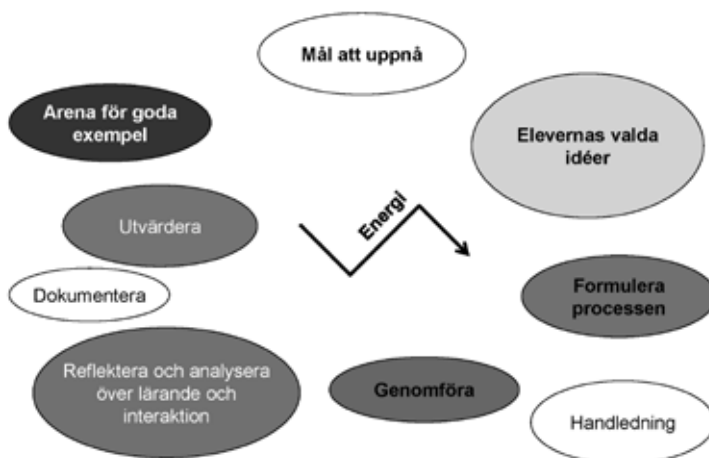 Mål att uppnå
Arena för goda
exempel
Elevernas valda
idéer
Utvärdera
Energi
Dokumentera
Formulera
processen
Reflektera och analysera
över lärande och
interaktion
Genomföra
Handledning